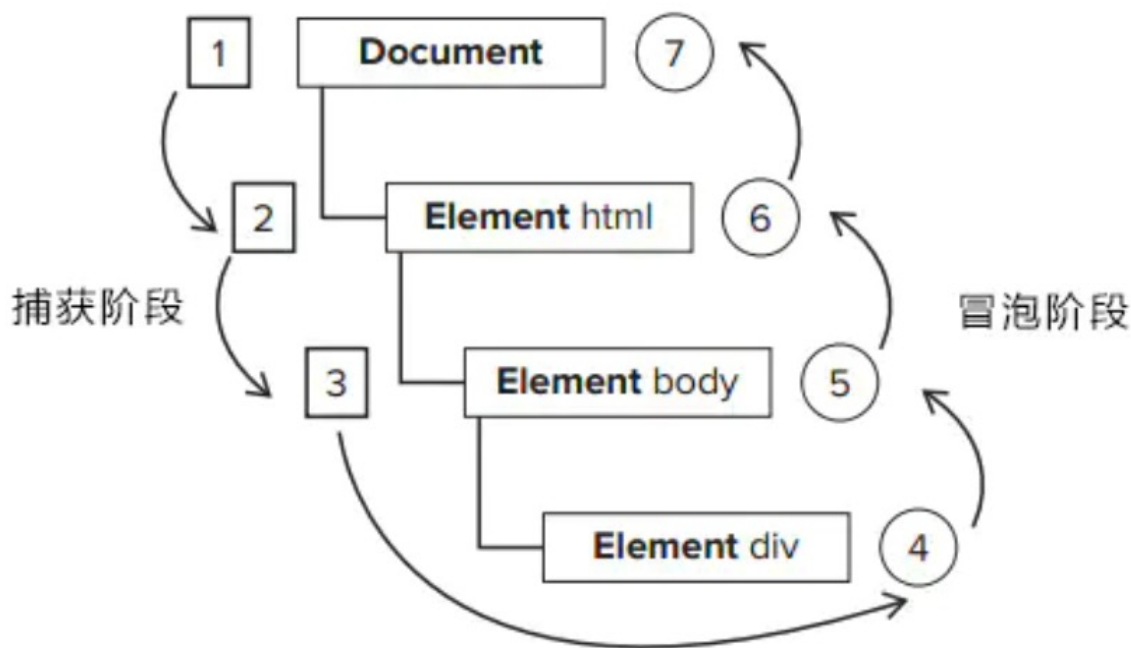 1 Document 7
2 Element html 6
捕获阶段 冒泡阶段
3 Element body 5
Element div 4